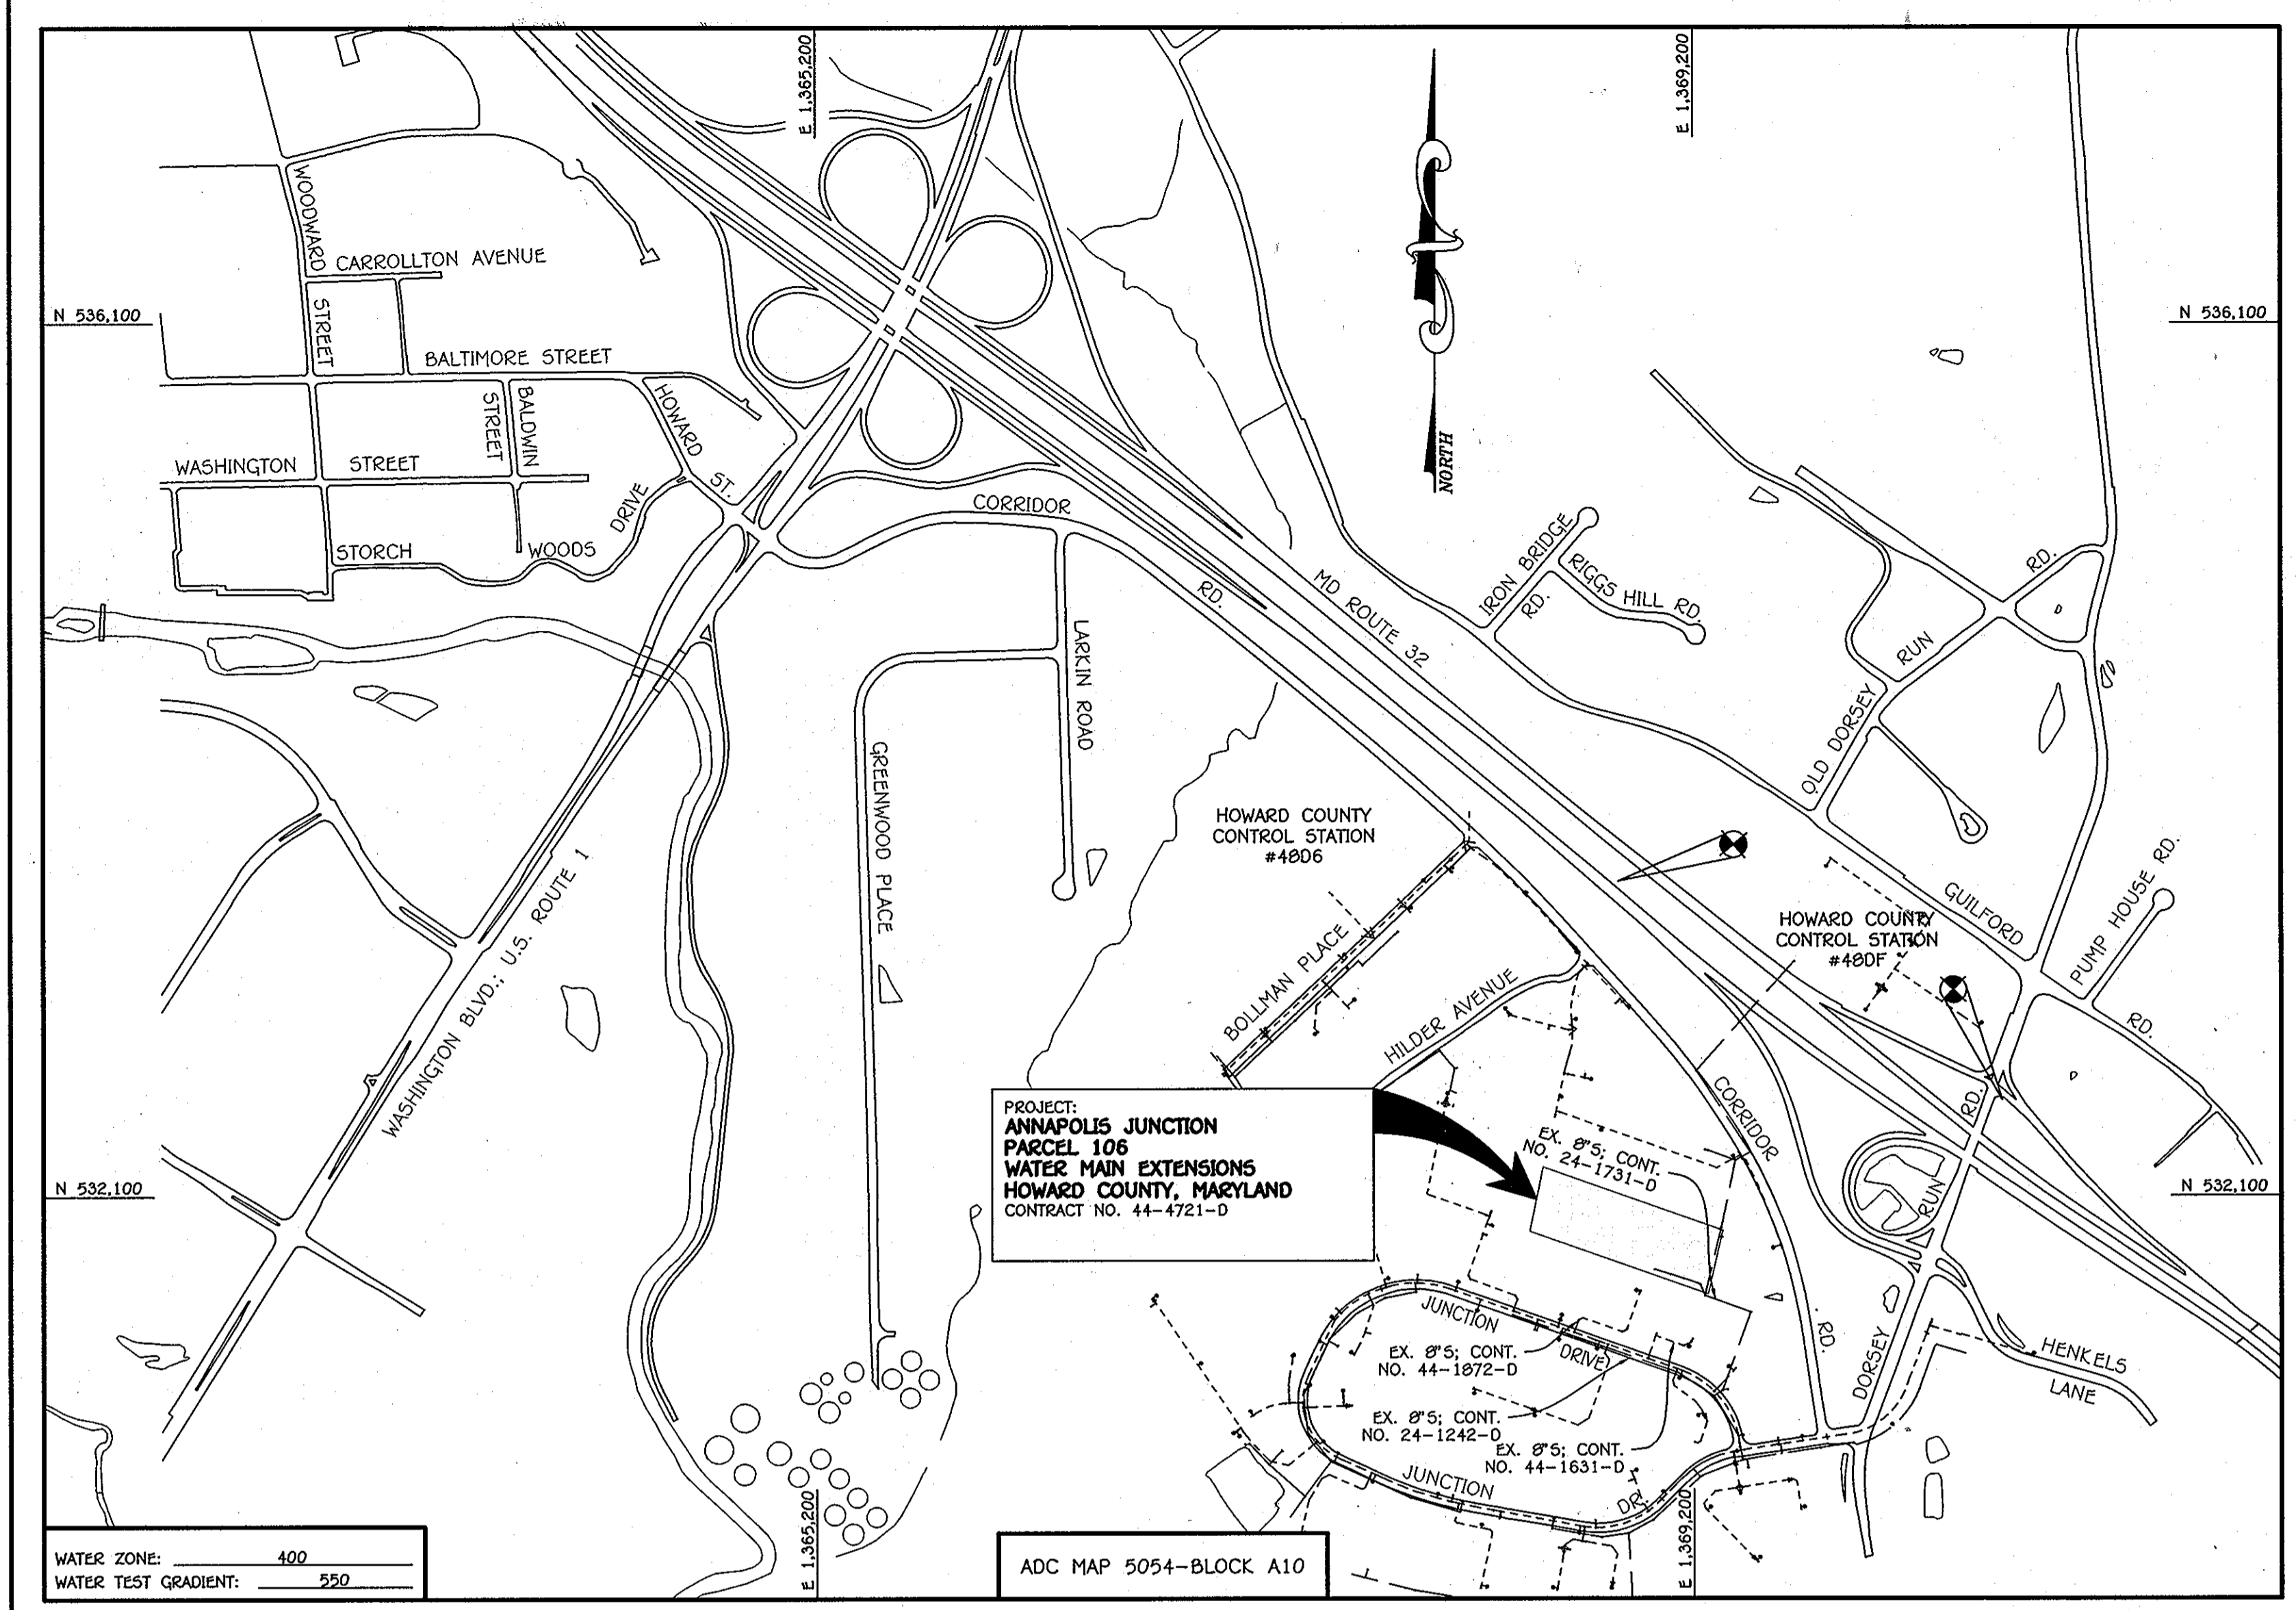 E 1,365,200
E 1,369,200
NORTH
N 536,100
N 536,100
WOODWARD
STREET
CARROLLTON AVENUE
BALTIMORE STREET
BALDWIN
STREET
HOWARD
ST.
WASHINGTON STREET
STORCH WOODS DRIVE
CORRIDOR
RD.
MD ROUTE 32
IRON BRIDGE
RD.
RIGGS HILL RD.
OLD DORSEY
RUN
RD.
LARKIN ROAD
GREENWOOD PLACE
WASHINGTON BLVD.; U.S. ROUTE 1
HOWARD COUNTY
CONTROL STATION
#48D6
HOWARD COUNTY
CONTROL STATION
#48DF
GUILFORD
RD.
PUMP HOUSE RD.
BOLLMAN PLACE
HILDER AVENUE
CORRIDOR
RD.
RD.
RUN
DORSEY
PROJECT:
ANNAPOLIS JUNCTION
PARCEL 106
WATER MAIN EXTENSIONS
HOWARD COUNTY, MARYLAND
CONTRACT NO. 44-4721-D
EX. 8"S; CONT.
NO. 24-1731-D
N 532,100
N 532,100
JUNCTION
DRIVE
EX. 8"S; CONT.
NO. 44-1872-D
EX. 8"S; CONT.
NO. 24-1242-D
EX. 8"S; CONT.
NO. 44-1631-D
JUNCTION
DR.
HENKELS
LANE
E 1,365,200
E 1,369,200
WATER ZONE: 400
WATER TEST GRADIENT: 550
ADC MAP 5054-BLOCK A10